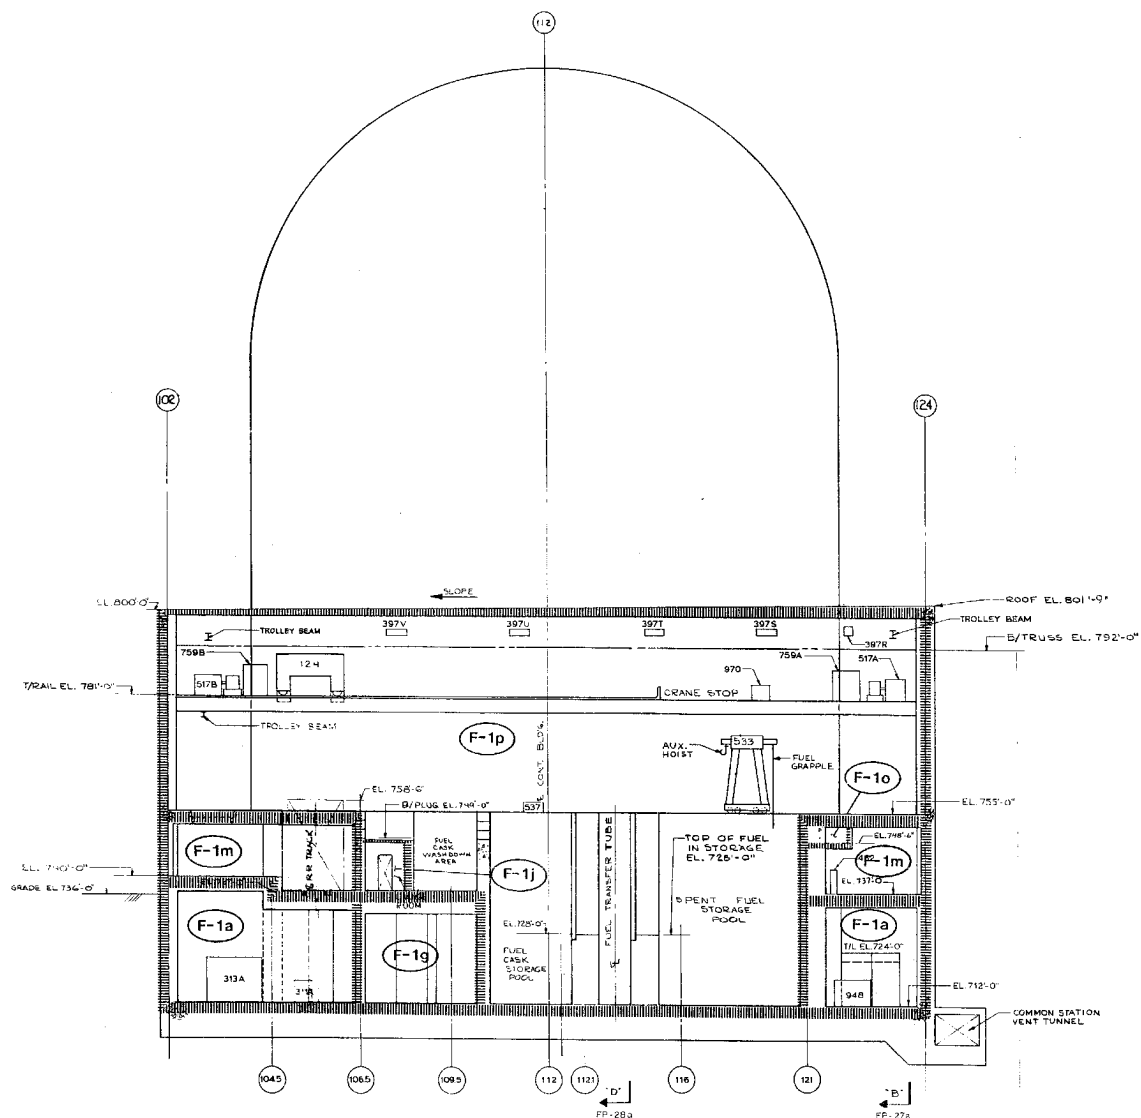 112
102
124
SLOPE
EL. 800'-0"
ROOF EL. 801'-9"
397V
397U
397T
397S
TROLLEY BEAM
TROLLEY BEAM
397R
B/TRUSS EL. 792'-0"
759B
124
759A
517A
517B
970
T/RAIL EL. 781'-0"
CRANE STOP
TROLLEY BEAM
F-1p
CONT. BLDG.
AUX. HOIST
533
FUEL GRAPPLE
F-1o
EL. 758'-6"
B/PLUG EL. 749'-0"
537
EL. 755'-0"
FUEL CASK WASHDOWN AREA
FUEL TRANSFER TUBE
TOP OF FUEL IN STORAGE EL. 728'-0"
EL. 748'-6"
F-1m
R R TRUCK
F-1m
F-1j
EL. 737'-0"
GRADE EL 736'-0"
ROOM
SPENT FUEL STORAGE POOL
F-1a
EL. 728'-0"
F-1a
T/L EL. 724'-0"
F-1g
FUEL CASK STORAGE POOL
313A
948
EL. 712'-0"
COMMON STATION VENT TUNNEL
104.5
106.5
109.5
112
112.1
116
121
"D"
FP-28a
"B"
FP-27a